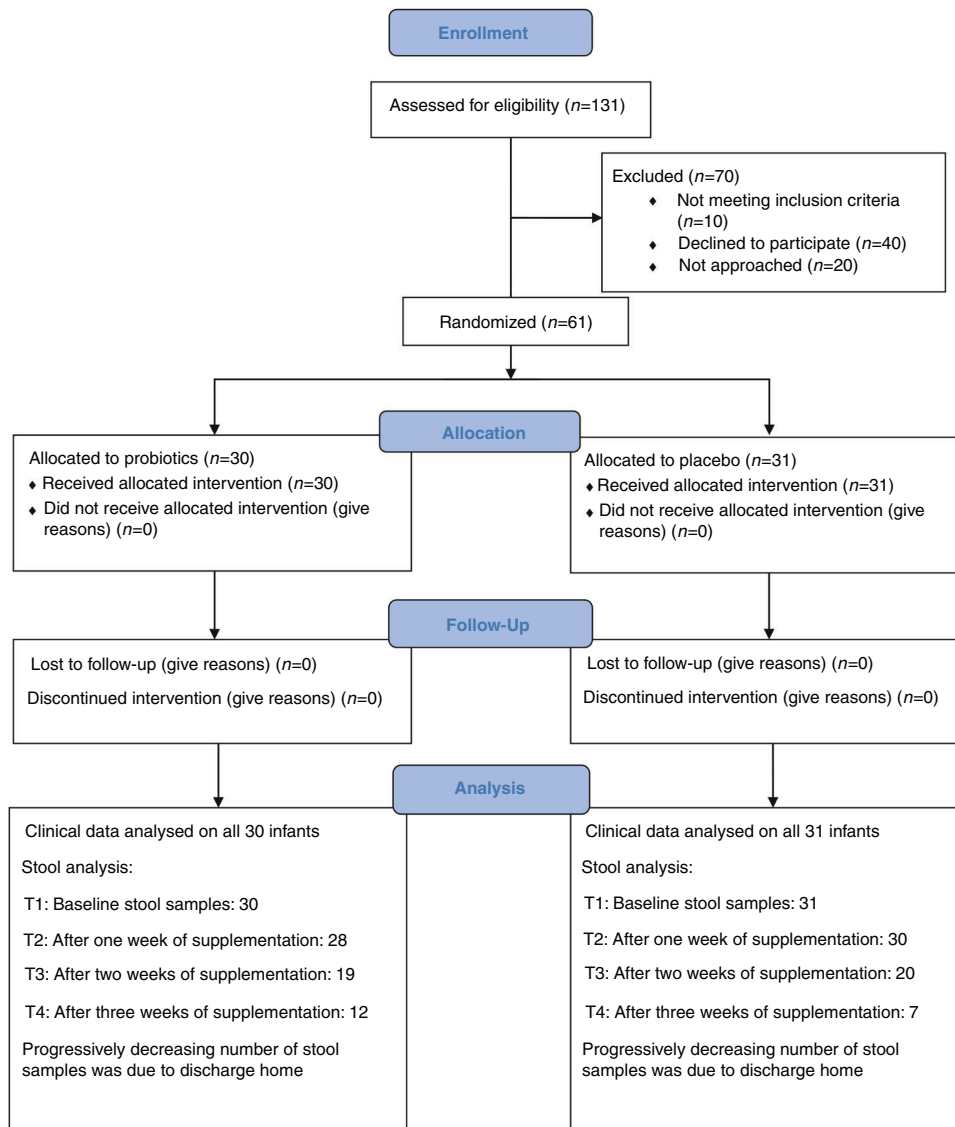 Enrollment
Assessed for eligibility (n=131)
Excluded (n=70)
♦ Not meeting inclusion criteria
(n=10)
♦ Declined to participate (n=40)
♦ Not approached (n=20)
Randomized (n=61)
Allocation
Allocated to probiotics (n=30)
♦ Received allocated intervention (n=30)
♦ Did not receive allocated intervention (give
reasons) (n=0)
Allocated to placebo (n=31)
♦ Received allocated intervention (n=31)
♦ Did not receive allocated intervention (give
reasons) (n=0)
Follow-Up
Lost to follow-up (give reasons) (n=0)
Discontinued intervention (give reasons) (n=0)
Lost to follow-up (give reasons) (n=0)
Discontinued intervention (give reasons) (n=0)
Analysis
Clinical data analysed on all 30 infants
Stool analysis:
T1: Baseline stool samples: 30
T2: After one week of supplementation: 28
T3: After two weeks of supplementation: 19
T4: After three weeks of supplementation: 12
Progressively decreasing number of stool
samples was due to discharge home
Clinical data analysed on all 31 infants
Stool analysis:
T1: Baseline stool samples: 31
T2: After one week of supplementation: 30
T3: After two weeks of supplementation: 20
T4: After three weeks of supplementation: 7
Progressively decreasing number of stool
samples was due to discharge home